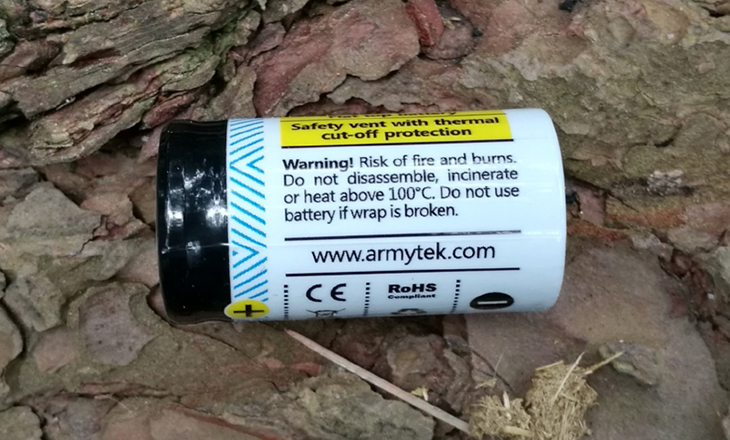 Safety vent with thermal
cut-off protection
Warning! Risk of fire and burns.
Do not disassemble, incinerate
or heat above 100°C. Do not use
battery if wrap is broken.
www.armytek.com
CE RoHS
Compliant
+ −